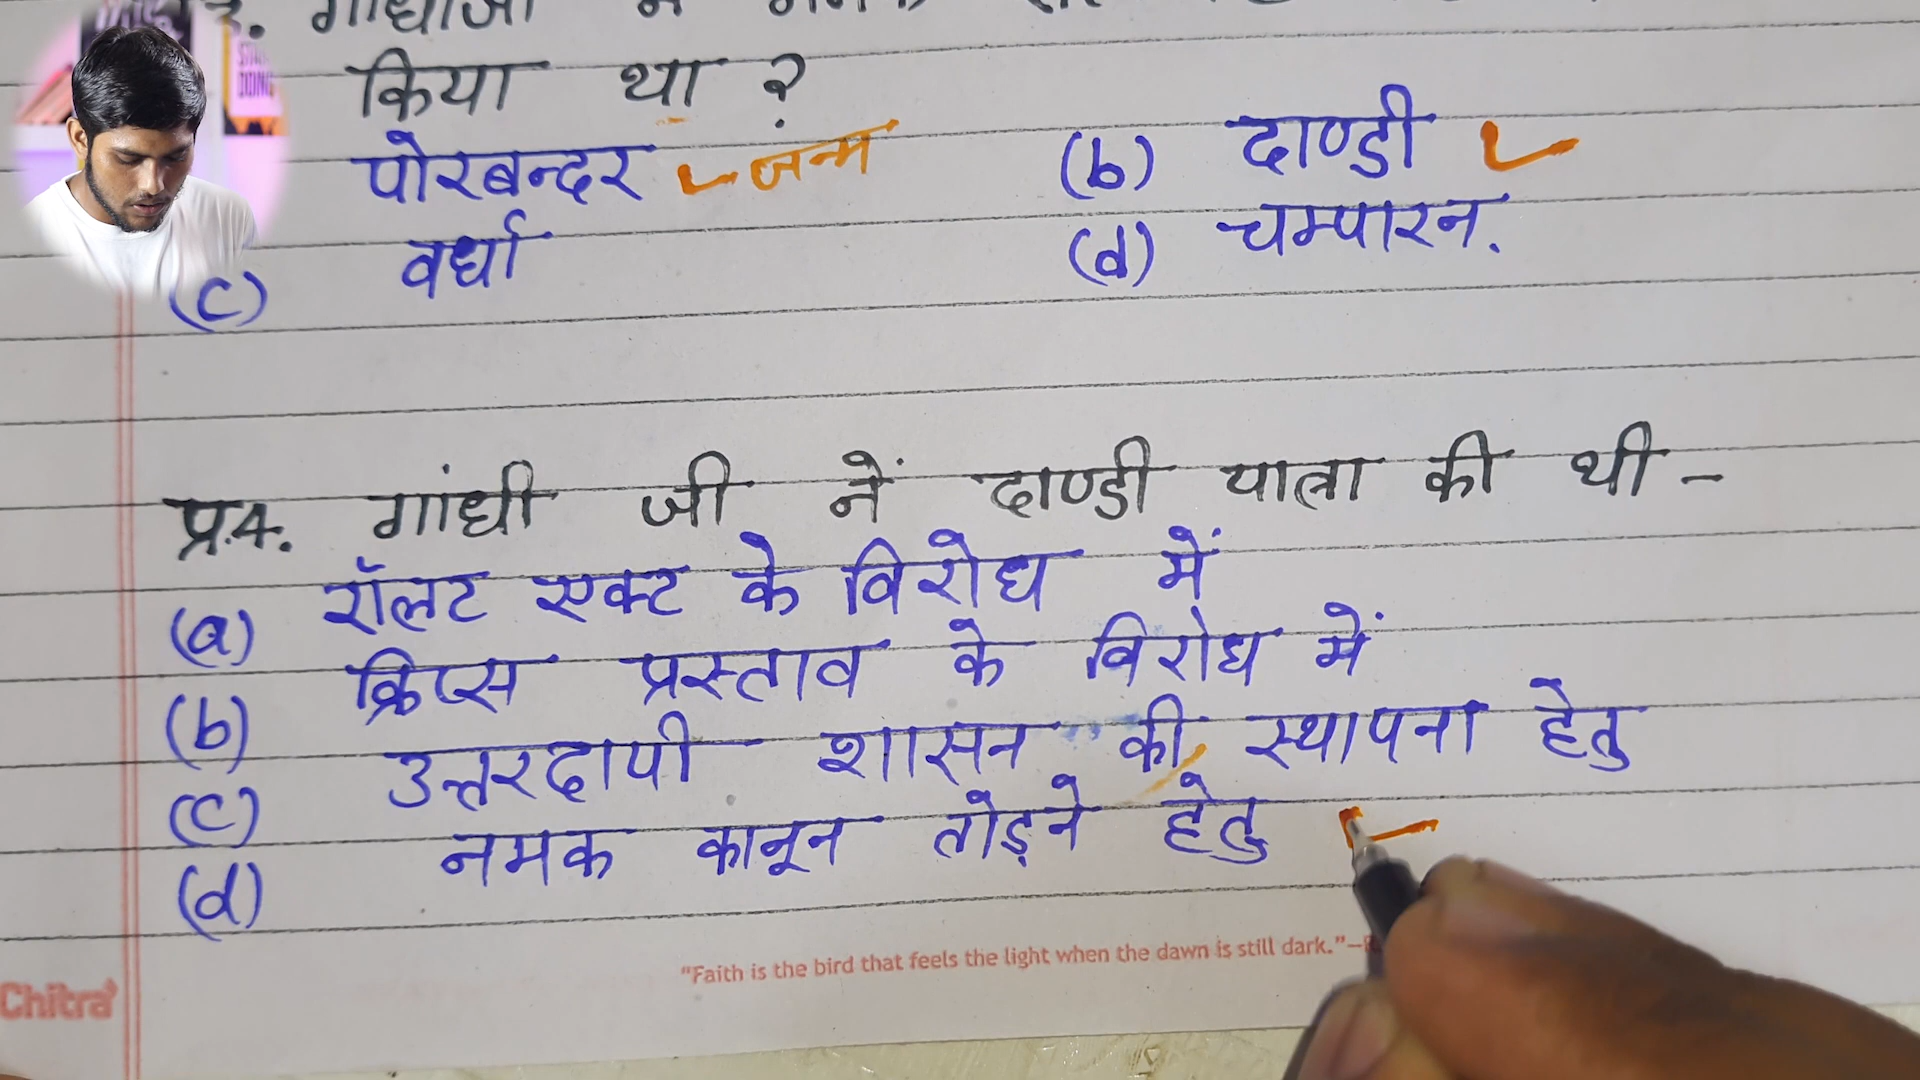 गांधीजी ने
किया था ?
पोरबन्दर जन्म (b) दाण्डी
(c) वर्धा (d) चम्पारन.
प्र.4. गांधी जी नें दाण्डी यात्रा की थी -
(a) रॉलट एक्ट के विरोध में
(b) क्रिप्स प्रस्ताव के विरोध में
(c) उत्तरदायी शासन की स्थापना हेतु
(d) नमक कानून तोड़ने हेतु
"Faith is the bird that feels the light when the dawn is still dark."—
Chitra